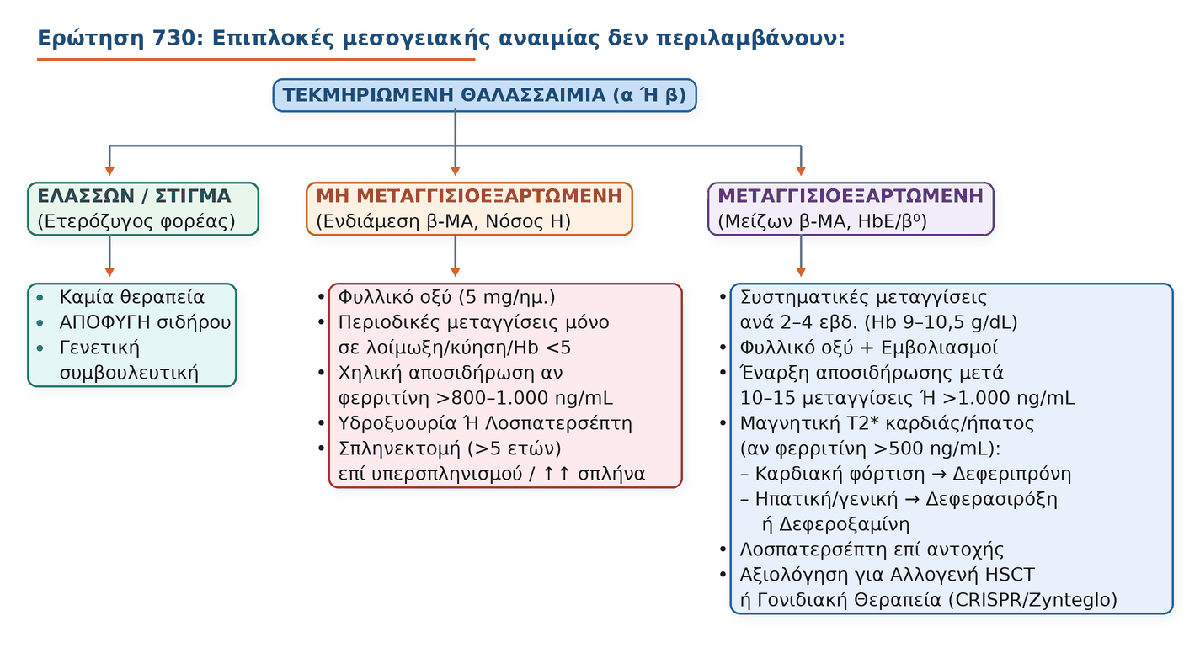 Ερώτηση 730: Επιπλοκές μεσογειακής αναιμίας δεν περιλαμβάνουν:
ΤΕΚΜΗΡΙΩΜΕΝΗ ΘΑΛΑΣΣΑΙΜΙΑ (α Ή β)
ΕΛΑΣΣΩΝ / ΣΤΙΓΜΑ
(Ετερόζυγος φορέας)
• Καμία θεραπεία
• ΑΠΟΦΥΓΗ σιδήρου
• Γενετική
συμβουλευτική
ΜΗ ΜΕΤΑΓΓΙΣΙΟΕΞΑΡΤΩΜΕΝΗ
(Ενδιάμεση β-ΜΑ, Νόσος Η)
• Φυλλικό οξύ (5 mg/ημ.)
• Περιοδικές μεταγγίσεις μόνο
σε λοίμωξη/κύηση/Hb <5
• Χηλική αποσιδήρωση αν
φερριτίνη >800–1.000 ng/mL
• Υδροξυουρία Ή Λοσπατερσέπτη
• Σπληνεκτομή (>5 ετών)
επί υπερσπληνισμού / ↑↑ σπλήνα
ΜΕΤΑΓΓΙΣΙΟΕΞΑΡΤΩΜΕΝΗ
(Μείζων β-ΜΑ, HbE/β⁰)
• Συστηματικές μεταγγίσεις
ανά 2–4 εβδ. (Hb 9–10,5 g/dL)
• Φυλλικό οξύ + Εμβολιασμοί
• Έναρξη αποσιδήρωσης μετά
10–15 μεταγγίσεις Ή >1.000 ng/mL
• Μαγνητική T2* καρδιάς/ήπατος
(αν φερριτίνη >500 ng/mL):
– Καρδιακή φόρτιση → Δεφεριπρόνη
– Ηπατική/γενική → Δεφερασιρόξη
ή Δεφεροξαμίνη
• Λοσπατερσέπτη επί αντοχής
• Αξιολόγηση για Αλλογενή HSCT
ή Γονιδιακή Θεραπεία (CRISPR/Zynteglo)